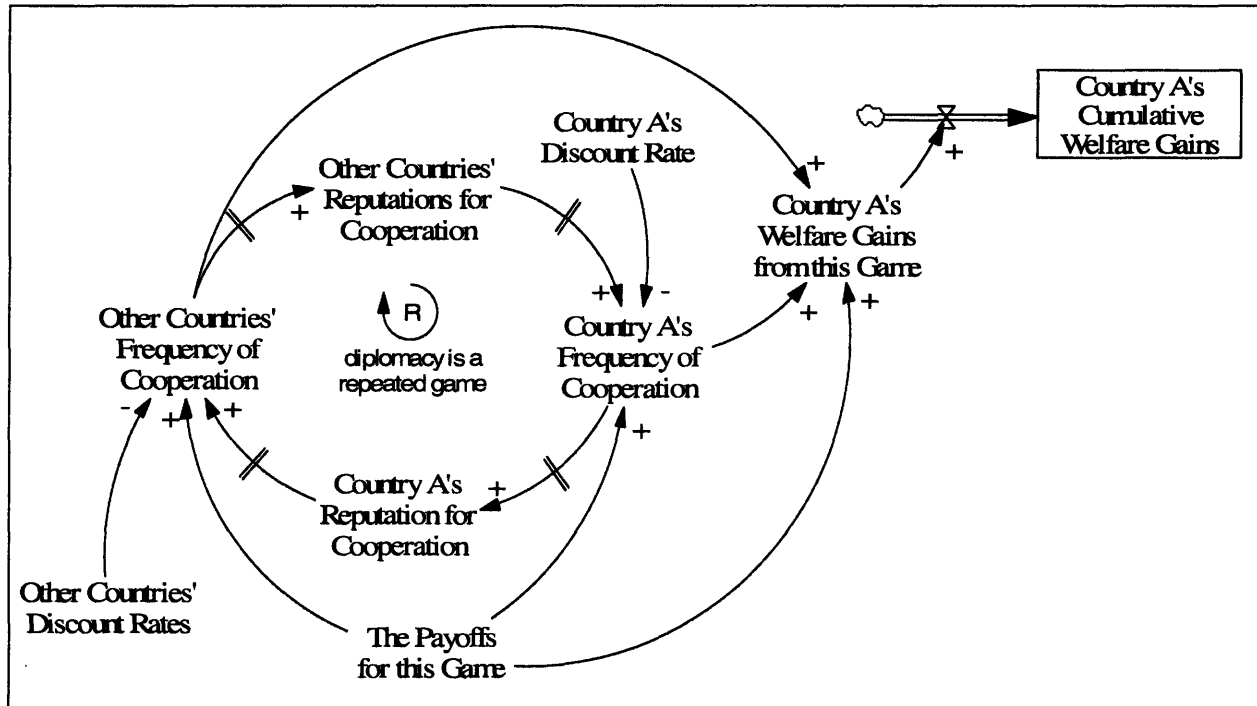 Country A's
Cumulative
Welfare Gains
+
Country A's
Discount Rate
Other Countries'
Reputations for
Cooperation
+
+
Country A's
Welfare Gains
from this Game
+
+
R
diplomacy is a
repeated game
+
-
Country A's
Frequency of
Cooperation
+
Other Countries'
Frequency of
Cooperation
-
+
+
Country A's
Reputation for
Cooperation
+
Other Countries'
Discount Rates
The Payoffs
for this Game